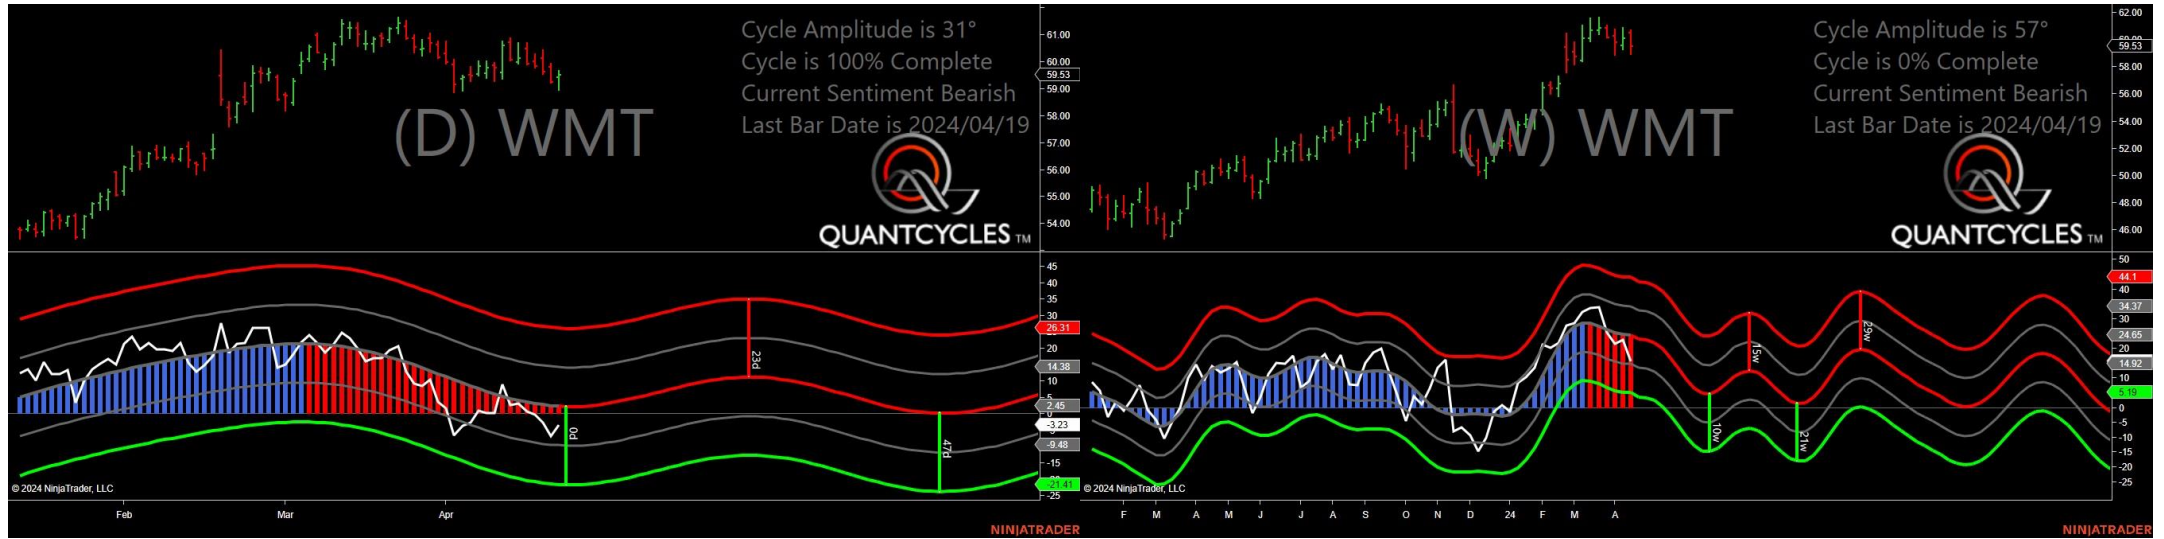 Cycle Amplitude is 31°
Cycle is 100% Complete
Current Sentiment Bearish
Last Bar Date is 2024/04/19
(D) WMT
QUANTCYCLES TM
61.00
60.00
59.53
59.00
58.00
57.00
56.00
55.00
54.00
45
40
35
30
26.31
20
14.38
10
5
2.45
-3.23
-9.48
-15
-21.41
-25
23d
0d
47d
© 2024 NinjaTrader, LLC
Feb Mar Apr
NINJATRADER
Cycle Amplitude is 57°
Cycle is 0% Complete
Current Sentiment Bearish
Last Bar Date is 2024/04/19
(W) WMT
QUANTCYCLES TM
62.00
59.53
58.00
56.00
54.00
52.00
50.00
48.00
46.00
50
44.1
40
34.37
30
24.65
20
14.92
10
5.19
-5
-10
-15
-20
-25
15w
29w
10w
21w
© 2024 NinjaTrader, LLC
F M A M J J A S O N D 24 F M A
NINJATRADER